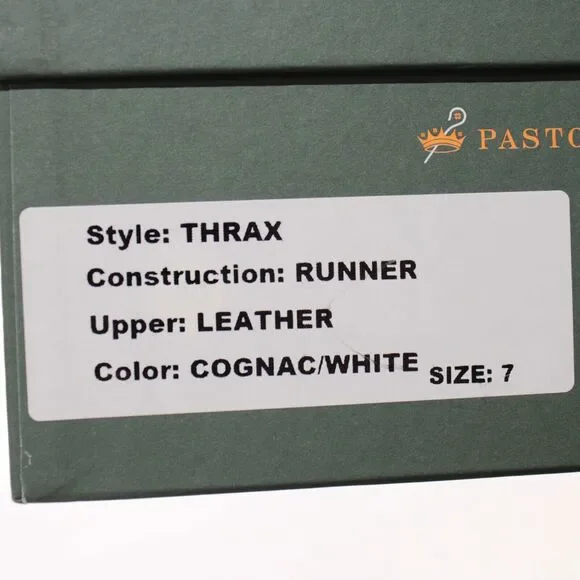 PASTO
Style: THRAX
Construction: RUNNER
Upper: LEATHER
Color: COGNAC/WHITE SIZE: 7